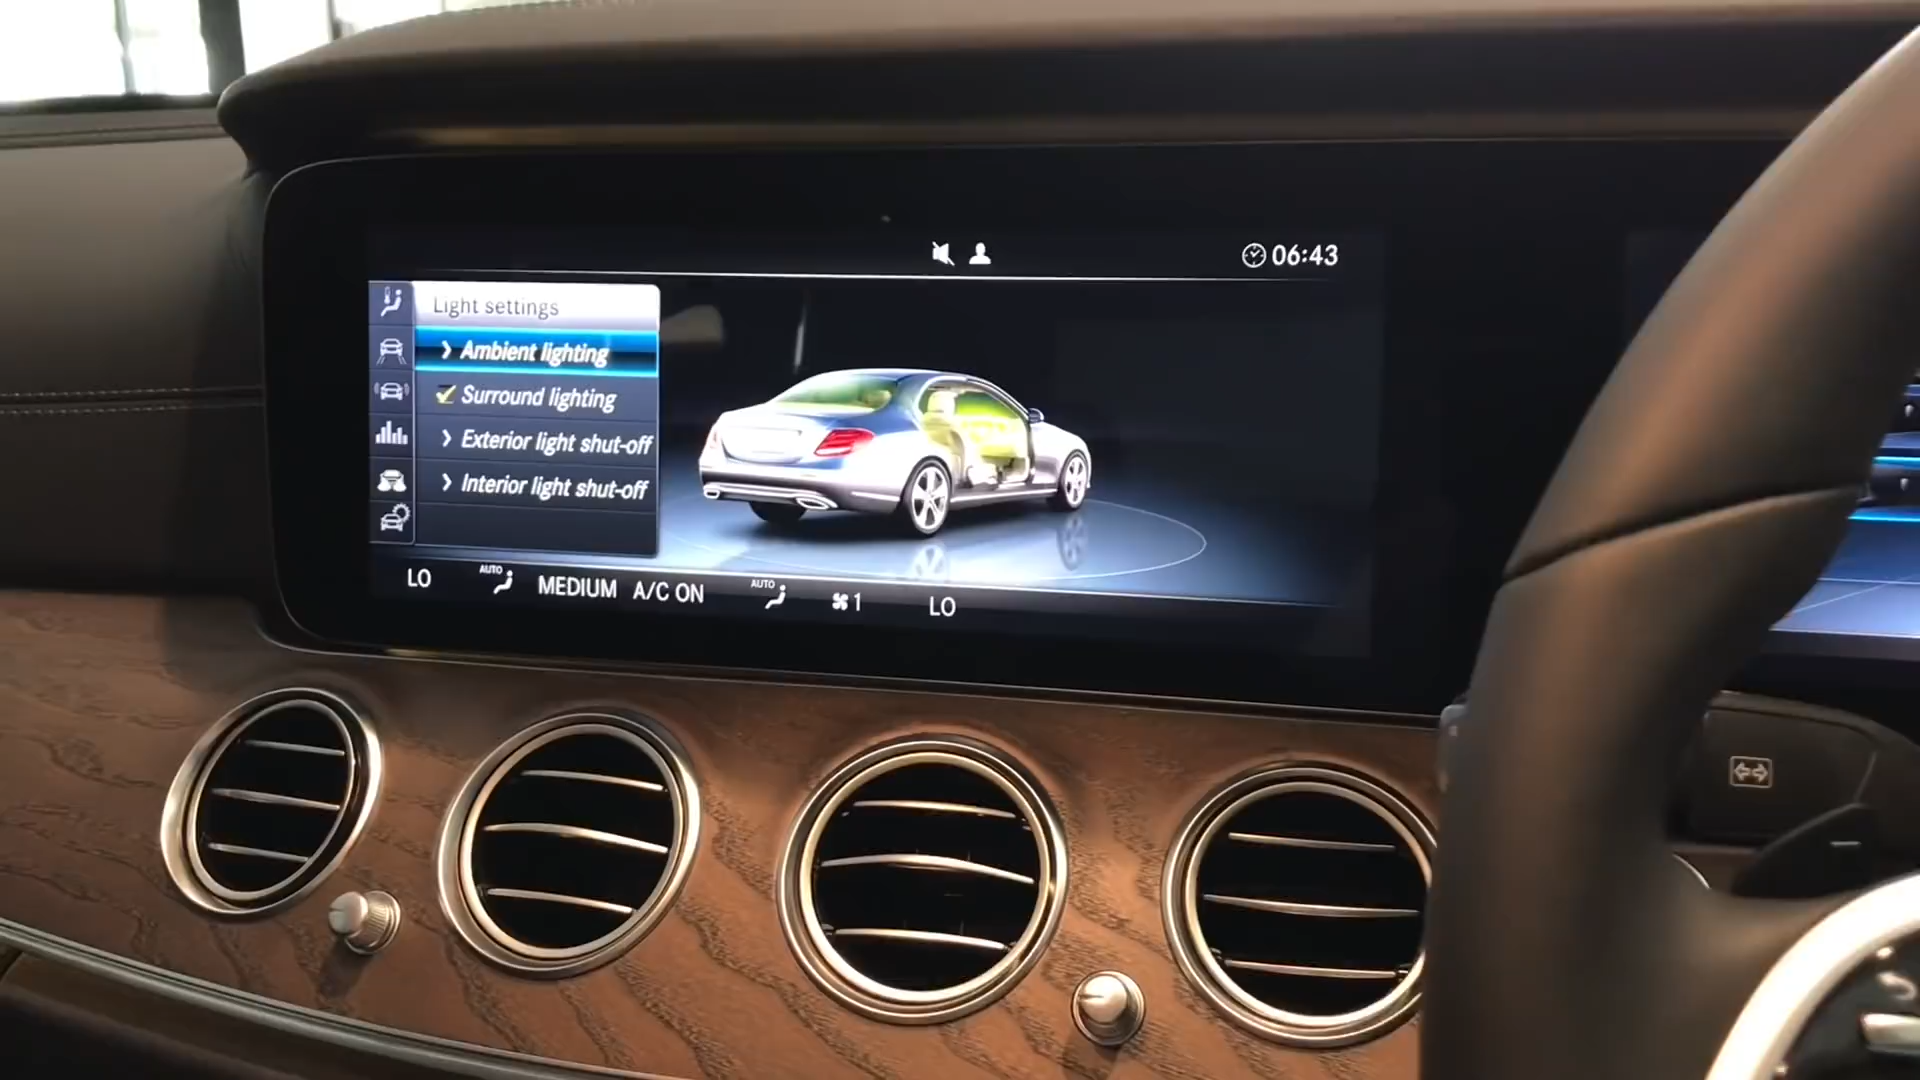 06:43
Light settings
Ambient lighting
Surround lighting
Exterior light shut-off
Interior light shut-off
LO AUTO MEDIUM A/C ON AUTO 1 LO